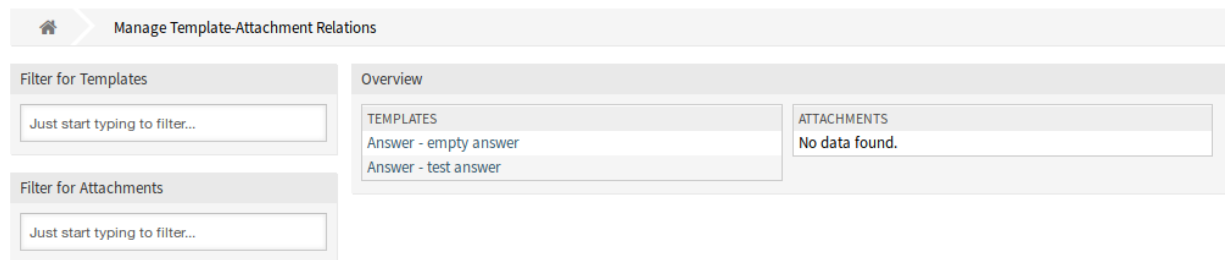 Manage Template-Attachment Relations
Filter for Templates
Just start typing to filter...
Filter for Attachments
Just start typing to filter...
Overview
TEMPLATES
Answer - empty answer
Answer - test answer
ATTACHMENTS
No data found.